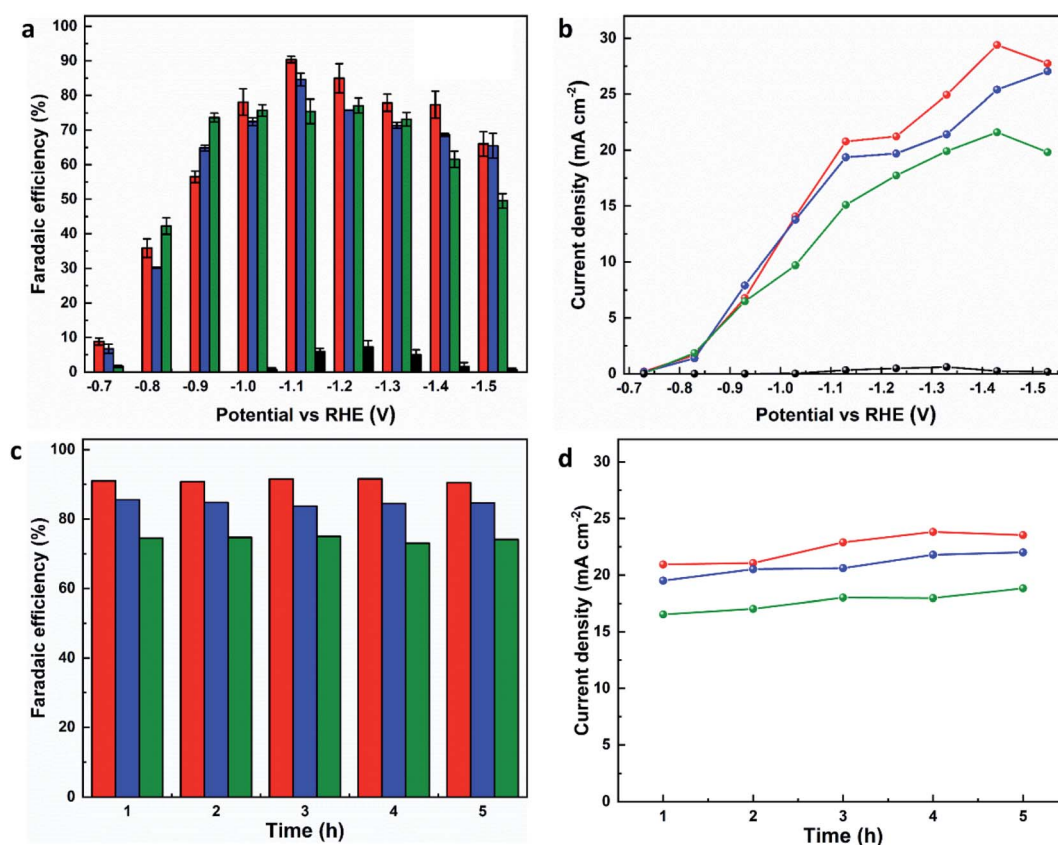 a
Faradaic efficiency (%)
100
90
80
70
60
50
40
30
20
10
0
-0.7 -0.8 -0.9 -1.0 -1.1 -1.2 -1.3 -1.4 -1.5
Potential vs RHE (V)
b
Current density (mA cm⁻²)
30
25
20
15
10
5
0
-0.7 -0.8 -0.9 -1.0 -1.1 -1.2 -1.3 -1.4 -1.5
Potential vs RHE (V)
c
Faradaic efficiency (%)
100
80
60
40
20
0
1 2 3 4 5
Time (h)
d
Current density (mA cm⁻²)
30
25
20
15
10
5
0
1 2 3 4 5
Time (h)